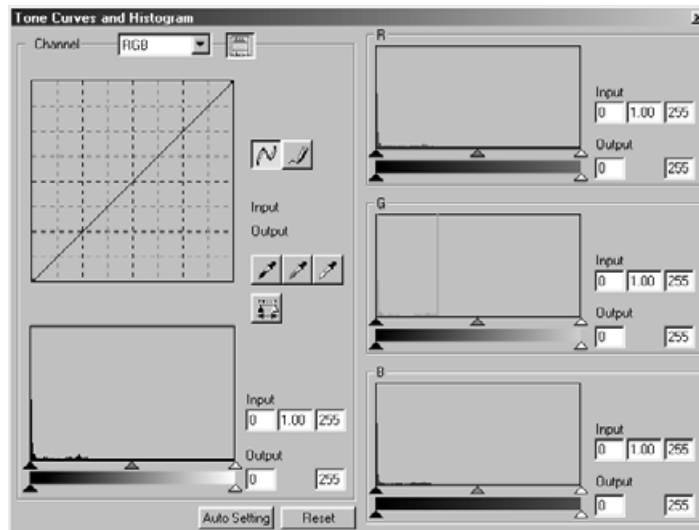 Tone Curves and Histogram
Channel RGB
Input
Output
Input
0 1.00 255
Output
0 255
Auto Setting Reset
R
Input
0 1.00 255
Output
0 255
G
Input
0 1.00 255
Output
0 255
B
Input
0 1.00 255
Output
0 255